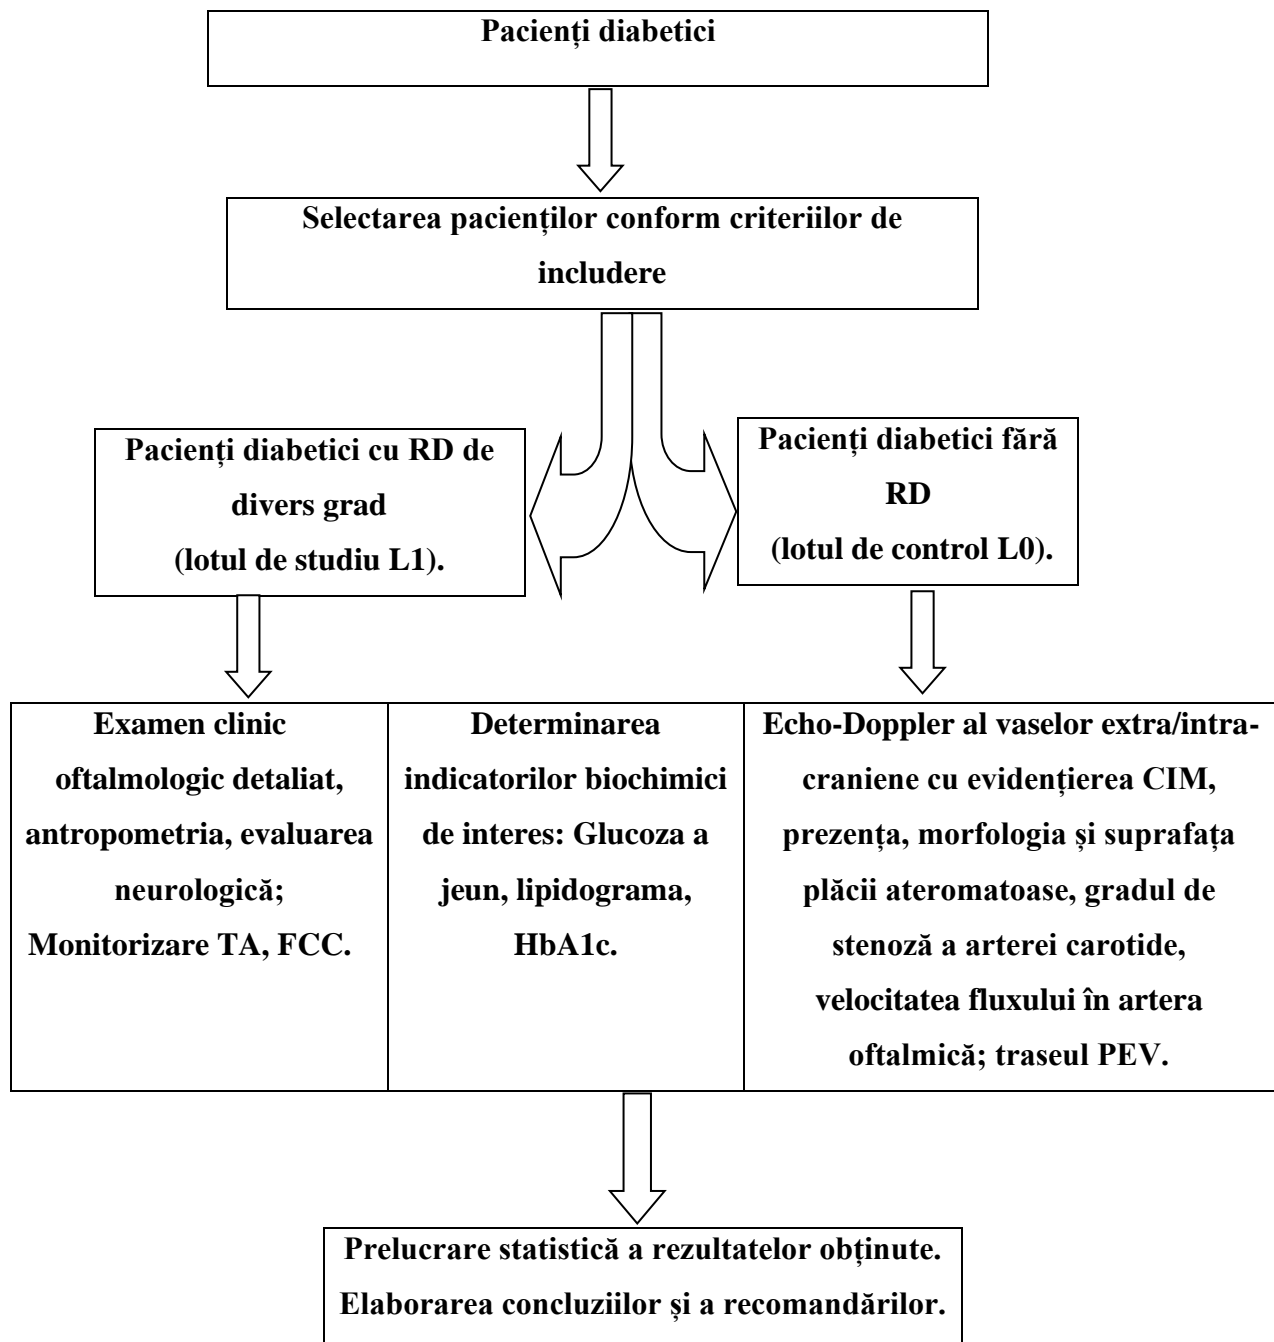 Pacienți diabetici
Selectarea pacienților conform criteriilor de
includere
Pacienți diabetici cu RD de
divers grad
(lotul de studiu L1).
Pacienți diabetici fără
RD
(lotul de control L0).
Examen clinic
oftalmologic detaliat,
antropometria, evaluarea
neurologică;
Monitorizare TA, FCC.
Determinarea
indicatorilor biochimici
de interes: Glucoza a
jeun, lipidograma,
HbA1c.
Echo-Doppler al vaselor extra/intra-
craniene cu evidențierea CIM,
prezența, morfologia și suprafața
plăcii ateromatoase, gradul de
stenoză a arterei carotide,
velocitatea fluxului în artera
oftalmică; traseul PEV.
Prelucrare statistică a rezultatelor obținute.
Elaborarea concluziilor și a recomandărilor.